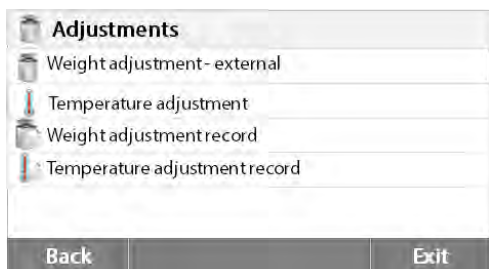 Adjustments
Weight adjustment - external
Temperature adjustment
Weight adjustment record
Temperature adjustment record
Back Exit